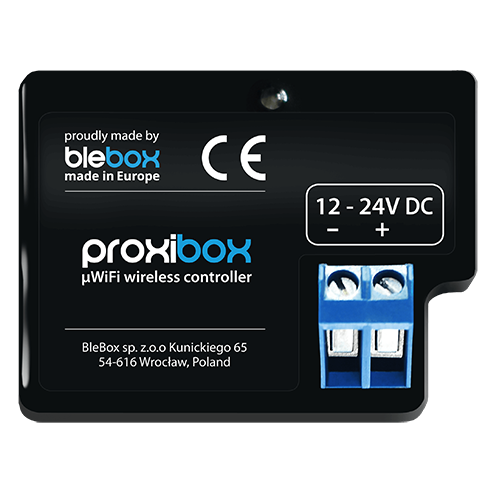 proudly made by
blebox
made in Europe
CE
12 - 24V DC
– +
proxibox
µWiFi wireless controller
BleBox sp. z.o.o Kunickiego 65
54-616 Wrocław, Poland